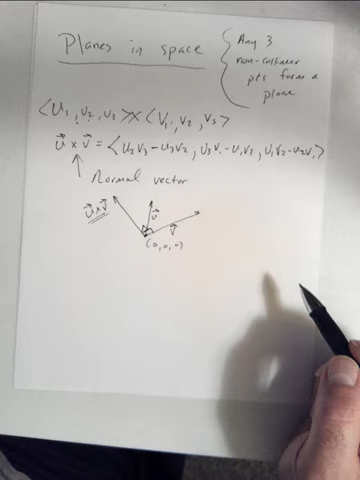 Planes in space
Any 3
non-collinear
pts form a
plane
<U₁, U₂, U₃> X <V₁, V₂, V₃>
u⃗ x v⃗ = <U₂V₃ - U₃V₂, U₃V₁ - U₁V₃, U₁V₂ - U₂V₁>
Normal vector
u⃗xv⃗
u⃗
v⃗
(0,0,0)